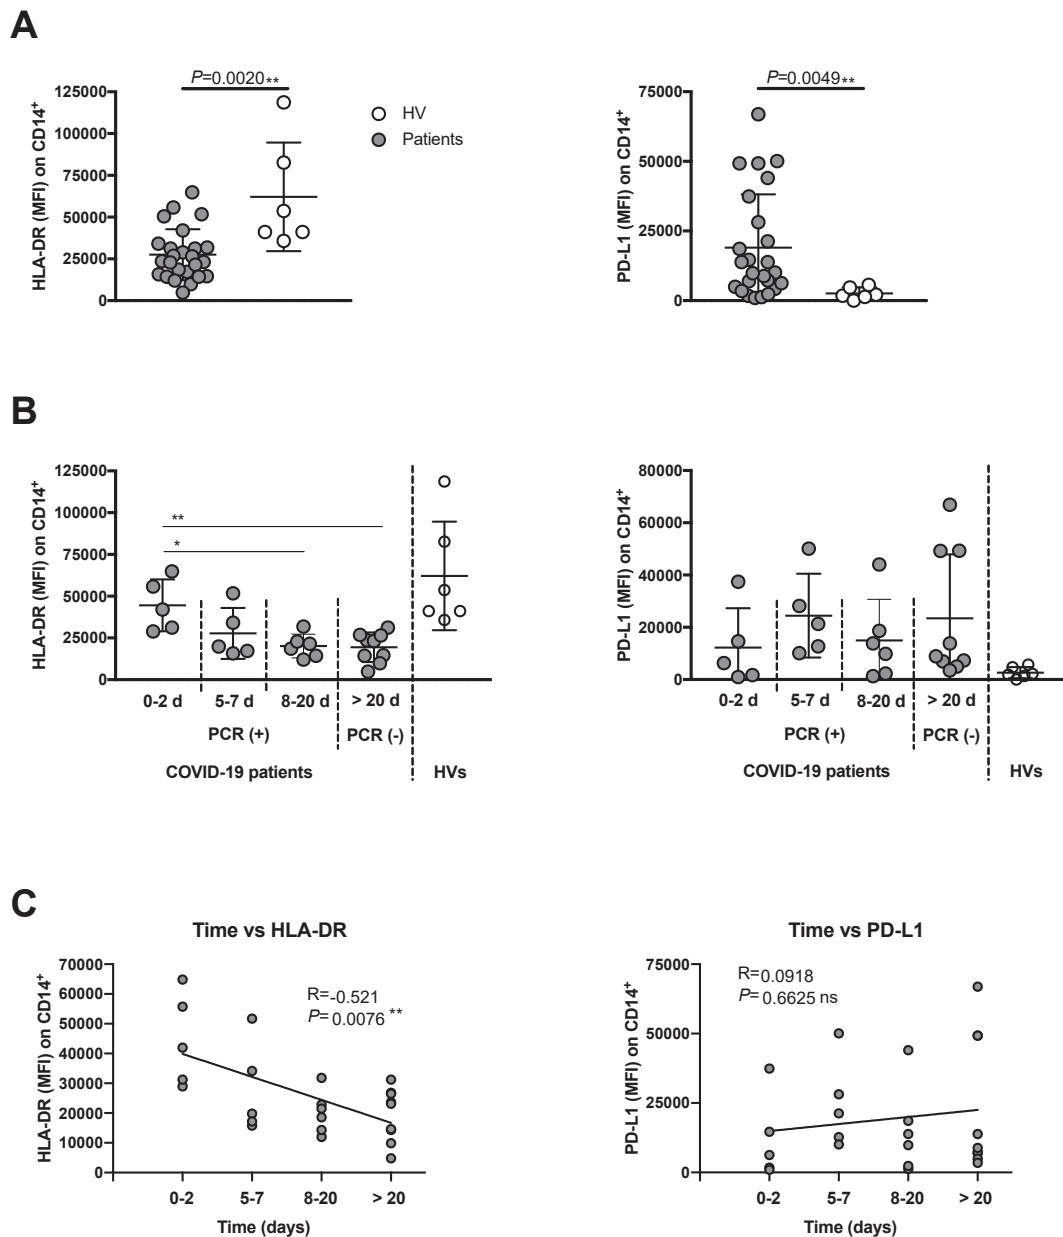 A
P=0.0020**
HLA-DR (MFI) on CD14+
125000
100000
75000
50000
25000
0
HV
Patients
P=0.0049**
PD-L1 (MFI) on CD14+
75000
50000
25000
0
B
HLA-DR (MFI) on CD14+
125000
100000
75000
50000
25000
0
**
*
0-2 d 5-7 d 8-20 d > 20 d
PCR (+) PCR (-)
COVID-19 patients HVs
PD-L1 (MFI) on CD14+
80000
60000
40000
20000
0
0-2 d 5-7 d 8-20 d > 20 d
PCR (+) PCR (-)
COVID-19 patients HVs
C
Time vs HLA-DR
HLA-DR (MFI) on CD14+
70000
60000
50000
40000
30000
20000
10000
0
R=-0.521
P= 0.0076 **
0-2 5-7 8-20 > 20
Time (days)
Time vs PD-L1
PD-L1 (MFI) on CD14+
75000
50000
25000
0
R=0.0918
P= 0.6625 ns
0-2 5-7 8-20 > 20
Time (days)